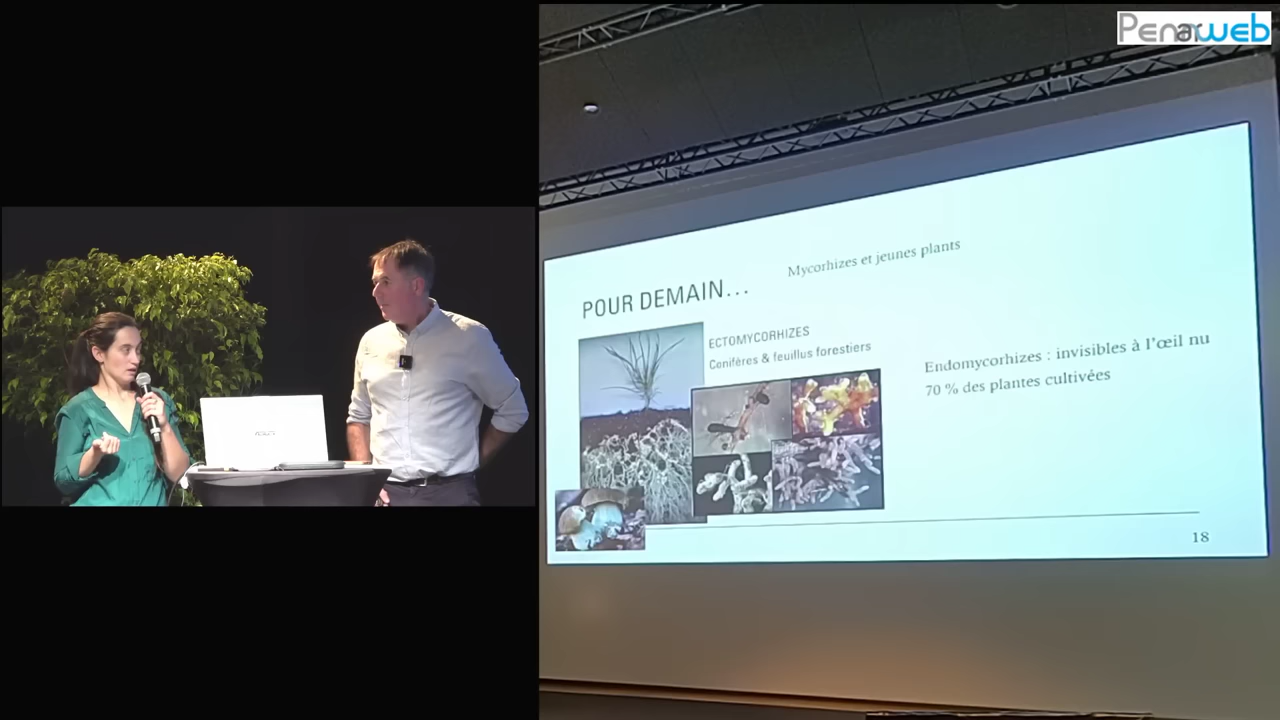 Penarweb
Mycorhizes et jeunes plants
POUR DEMAIN...
ECTOMYCORHIZES
Conifères & feuillus forestiers
Endomycorhizes : invisibles à l'œil nu
70 % des plantes cultivées
18